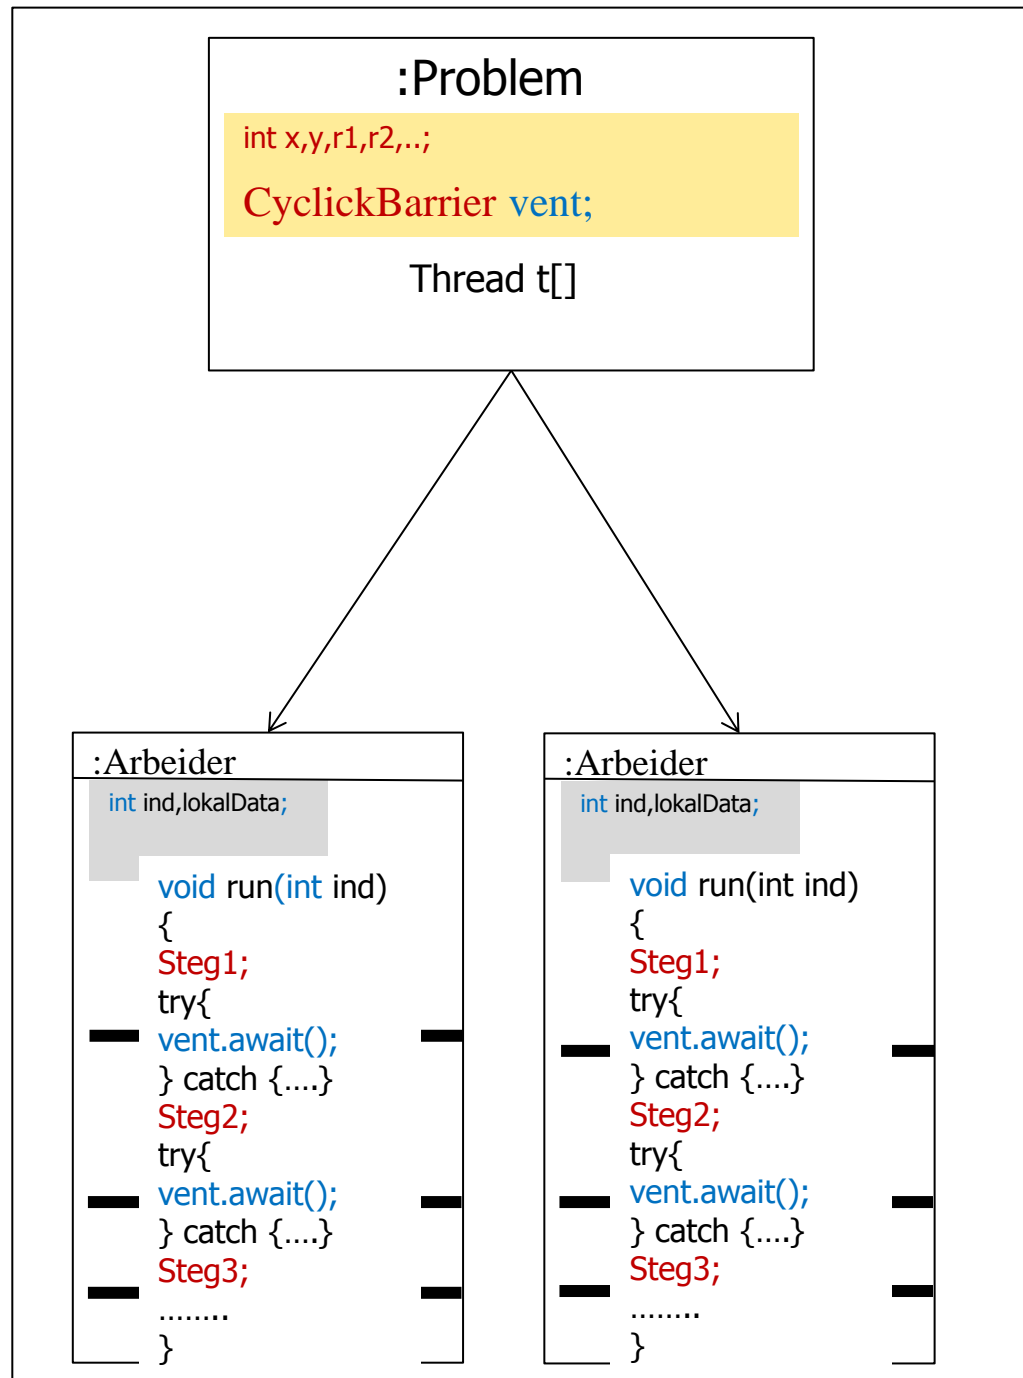 :Problem
int x,y,r1,r2,..;
CyclickBarrier vent;
Thread t[]
:Arbeider
int ind,lokalData;
void run(int ind)
{
Steg1;
try{
vent.await();
} catch {....}
Steg2;
try{
vent.await();
} catch {....}
Steg3;
........
}
:Arbeider
int ind,lokalData;
void run(int ind)
{
Steg1;
try{
vent.await();
} catch {....}
Steg2;
try{
vent.await();
} catch {....}
Steg3;
........
}